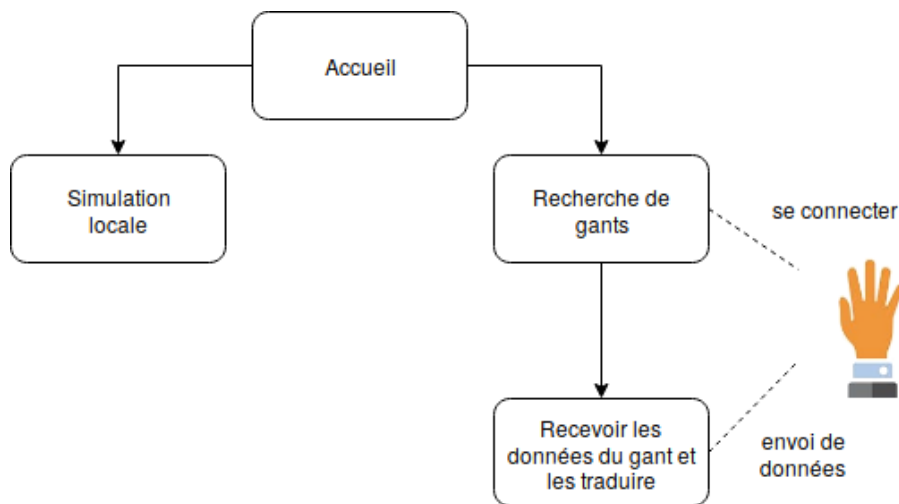 Accueil
Simulation
locale
Recherche de
gants
se connecter
Recevoir les
données du gant et
les traduire
envoi de
données